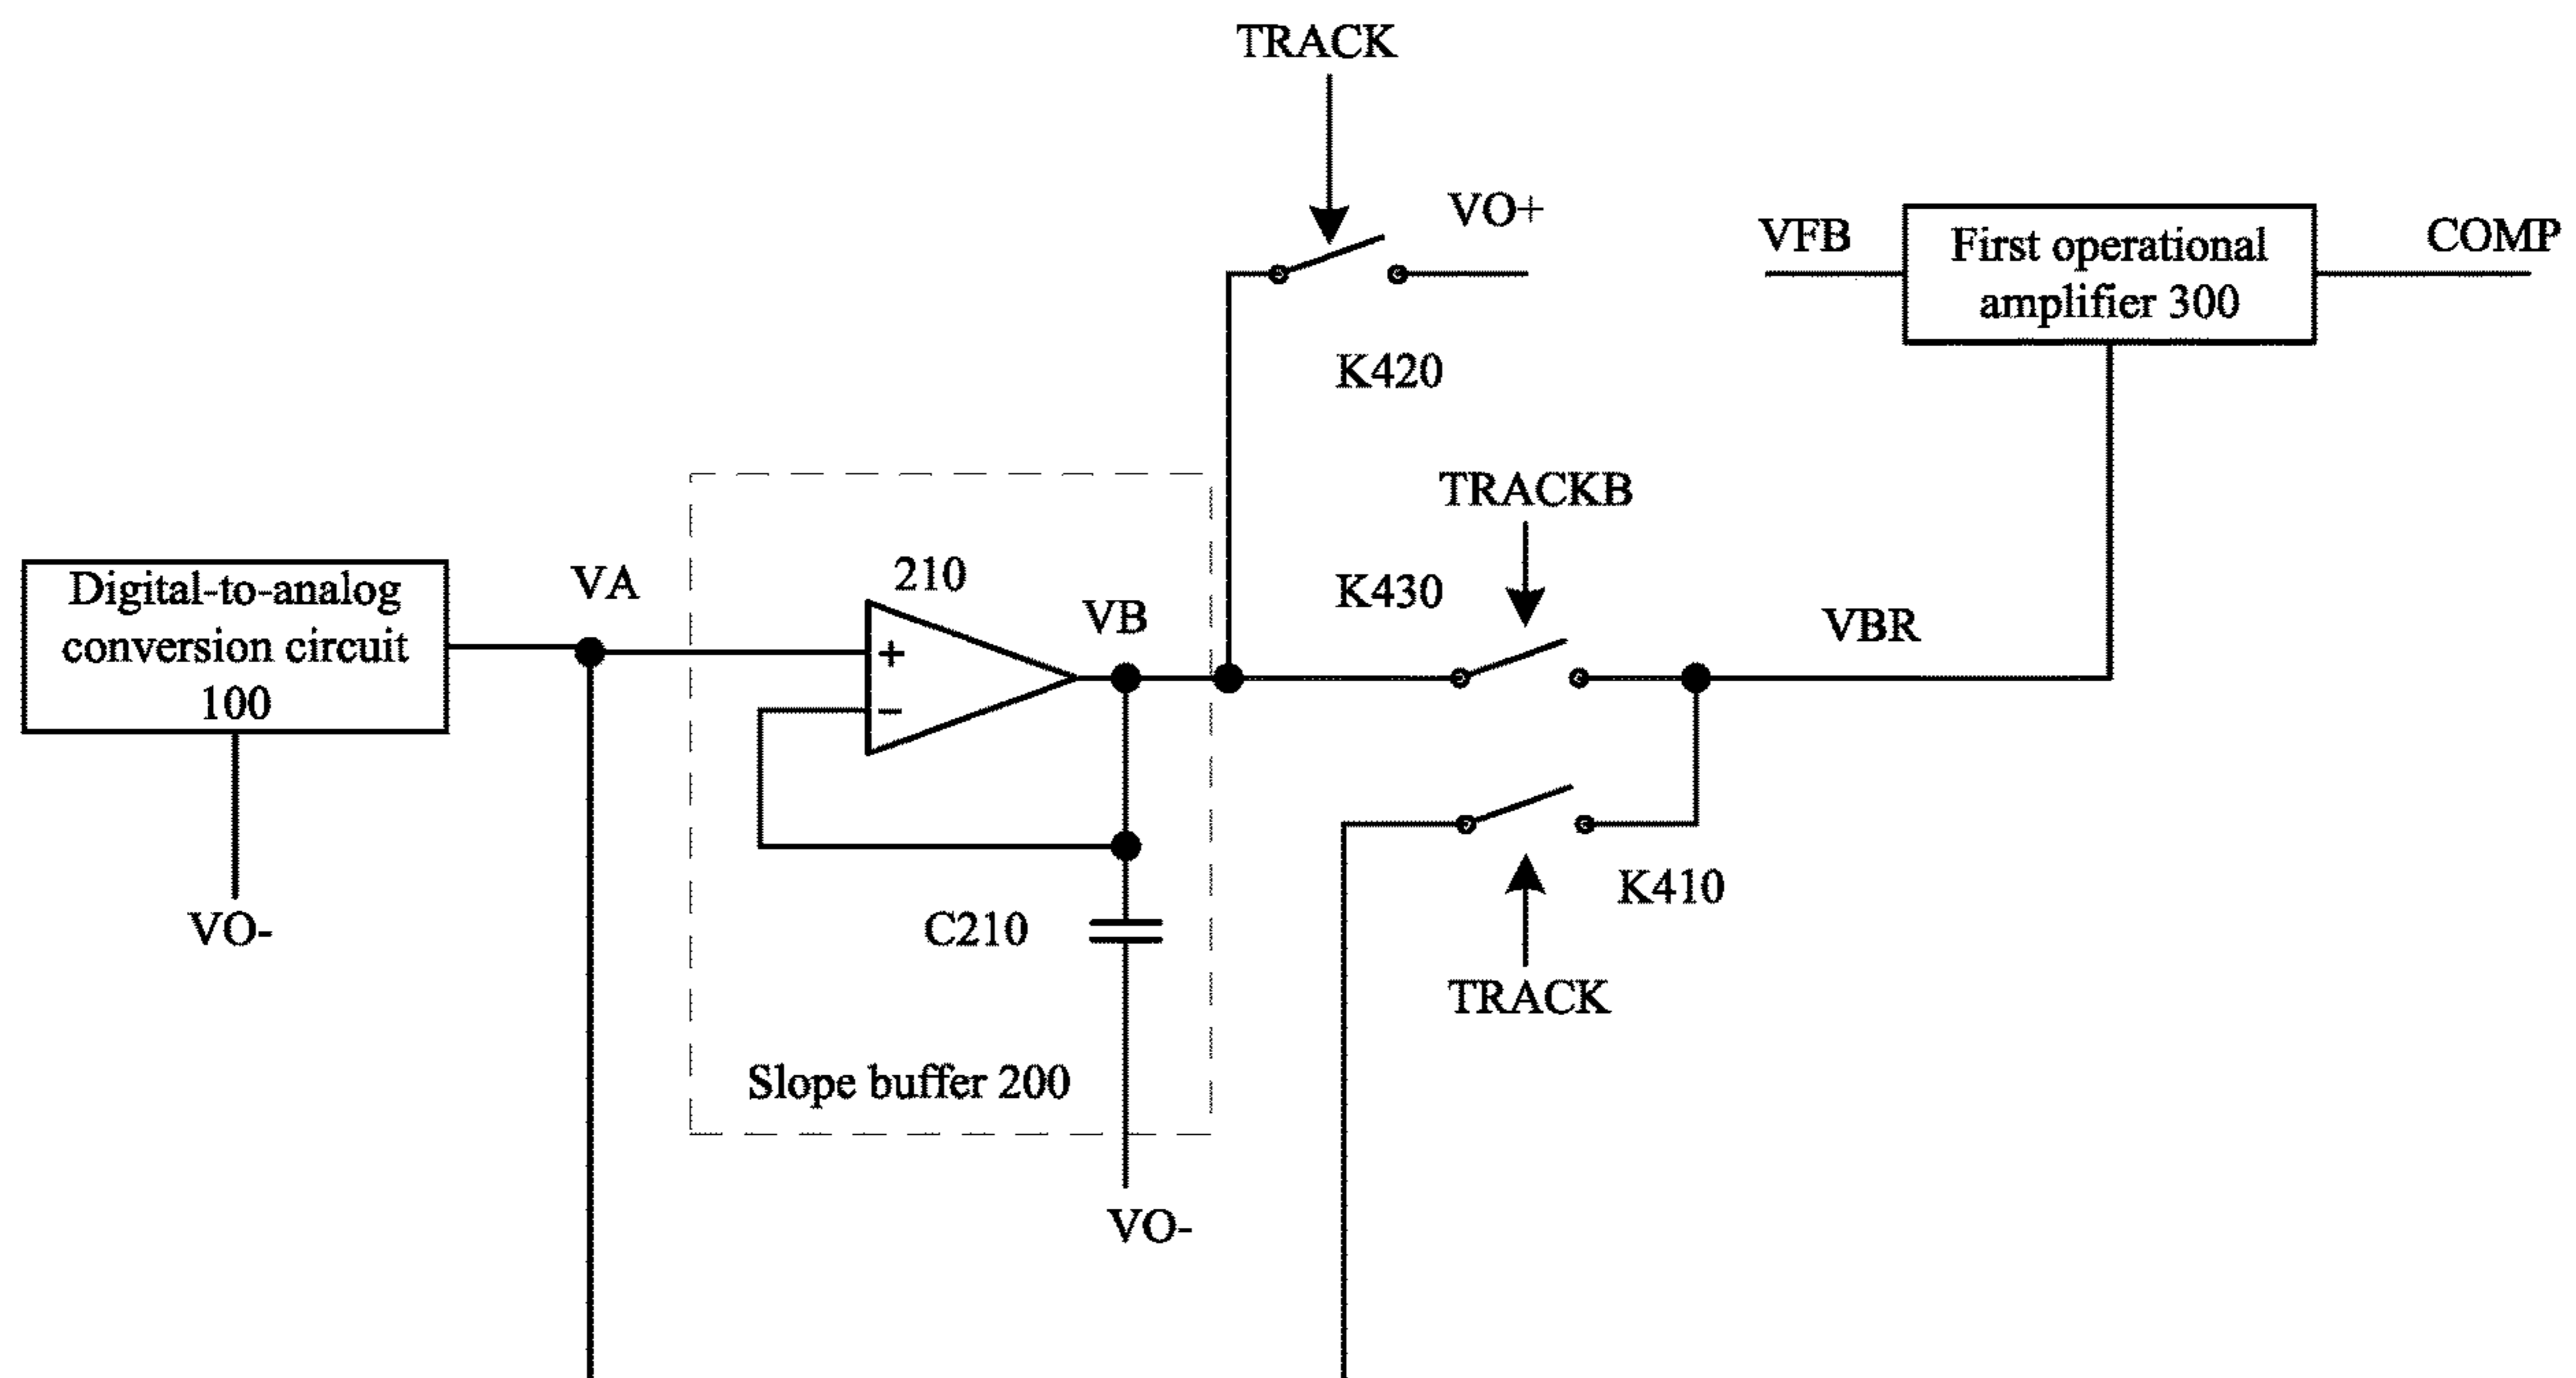 TRACK
VO+
VFB
First operational
amplifier 300
COMP
K420
TRACKB
K430
VBR
Digital-to-analog
conversion circuit
100
VA
210
+
−
VB
VO-
C210
K410
TRACK
Slope buffer 200
VO-